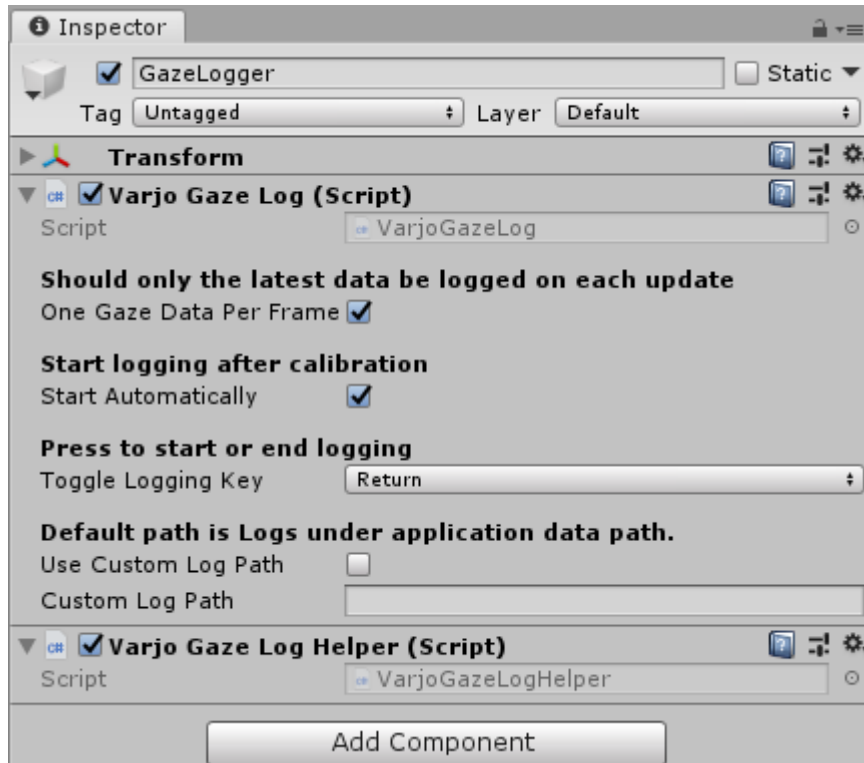 Inspector
GazeLogger Static
Tag Untagged Layer Default
Transform
c# Varjo Gaze Log (Script)
Script VarjoGazeLog
Should only the latest data be logged on each update
One Gaze Data Per Frame
Start logging after calibration
Start Automatically
Press to start or end logging
Toggle Logging Key Return
Default path is Logs under application data path.
Use Custom Log Path
Custom Log Path
c# Varjo Gaze Log Helper (Script)
Script VarjoGazeLogHelper
Add Component